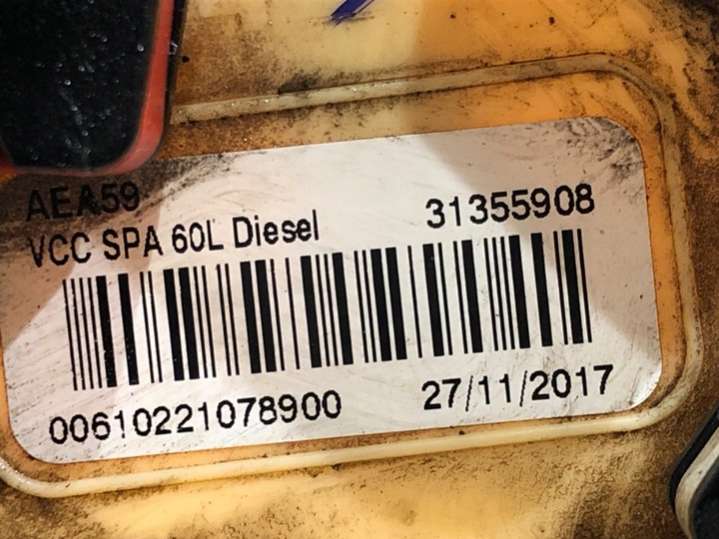 AEA59
VCC SPA 60L Diesel 31355908
00610221078900 27/11/2017